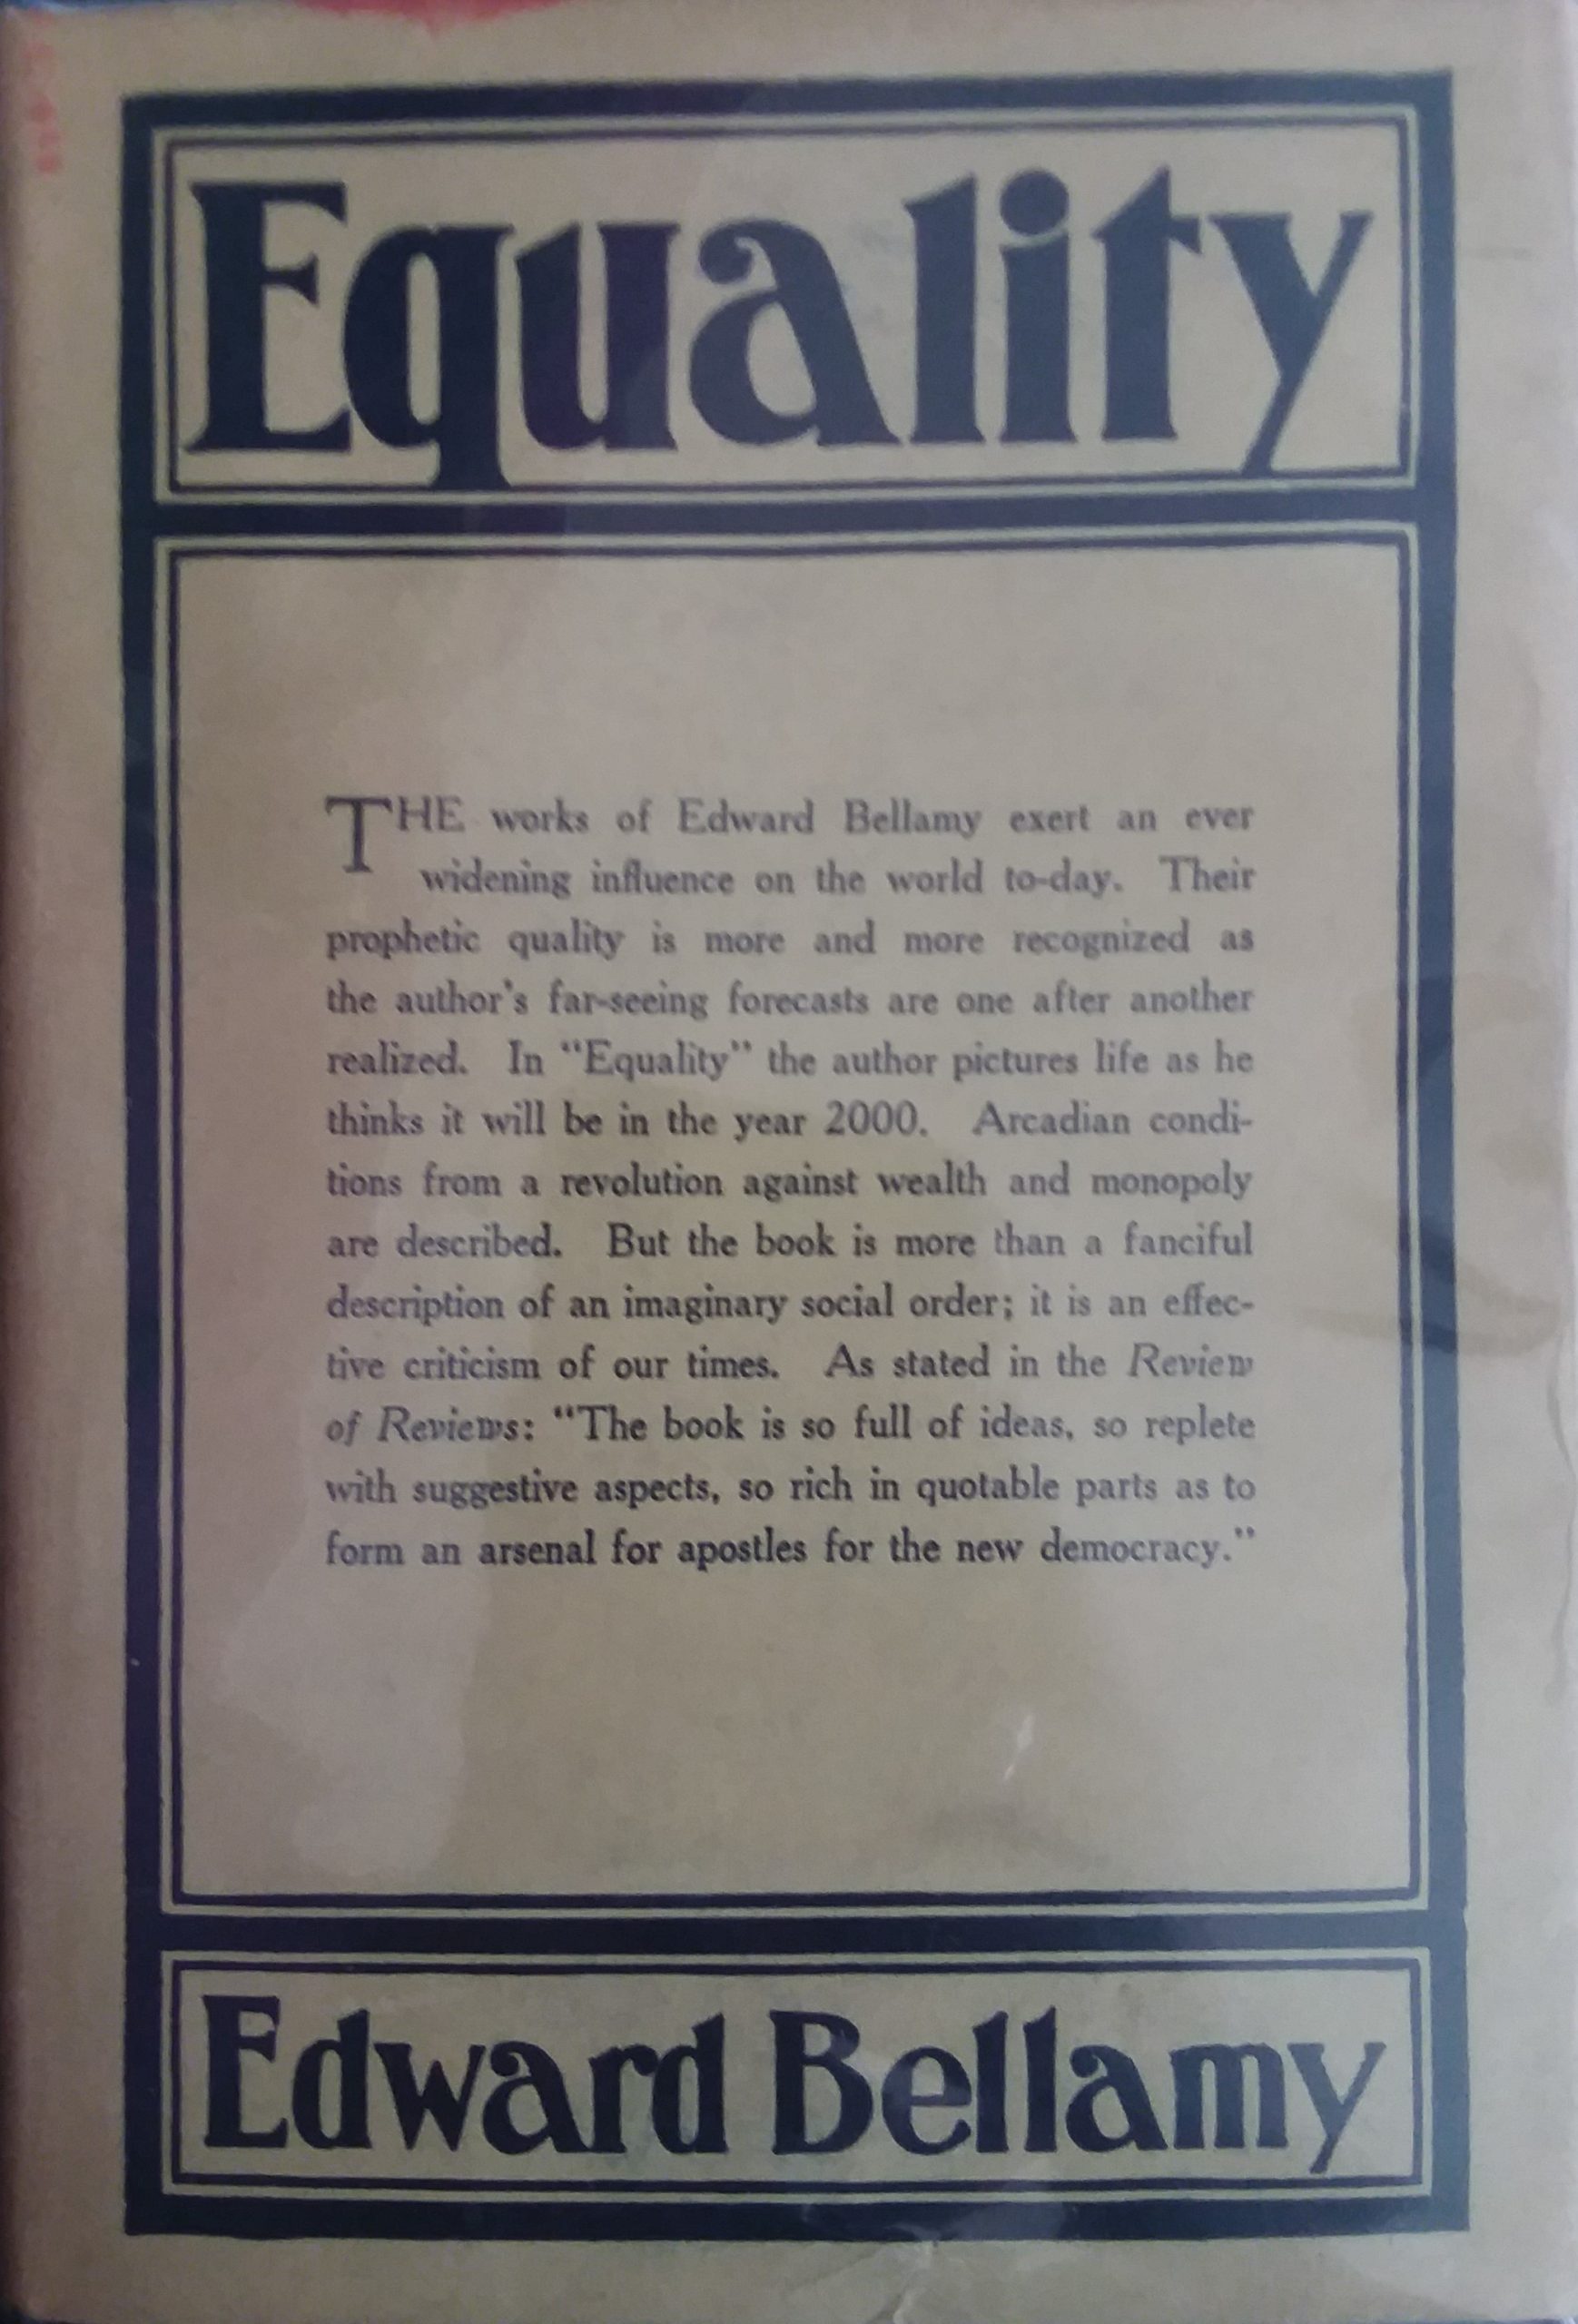 Equality
THE works of Edward Bellamy exert an ever
widening influence on the world to-day. Their
prophetic quality is more and more recognized as
the author's far-seeing forecasts are one after another
realized. In “Equality” the author pictures life as he
thinks it will be in the year 2000. Arcadian condi-
tions from a revolution against wealth and monopoly
are described. But the book is more than a fanciful
description of an imaginary social order; it is an effec-
tive criticism of our times. As stated in the Review
of Reviews: “The book is so full of ideas, so replete
with suggestive aspects, so rich in quotable parts as to
form an arsenal for apostles for the new democracy.”
Edward Bellamy